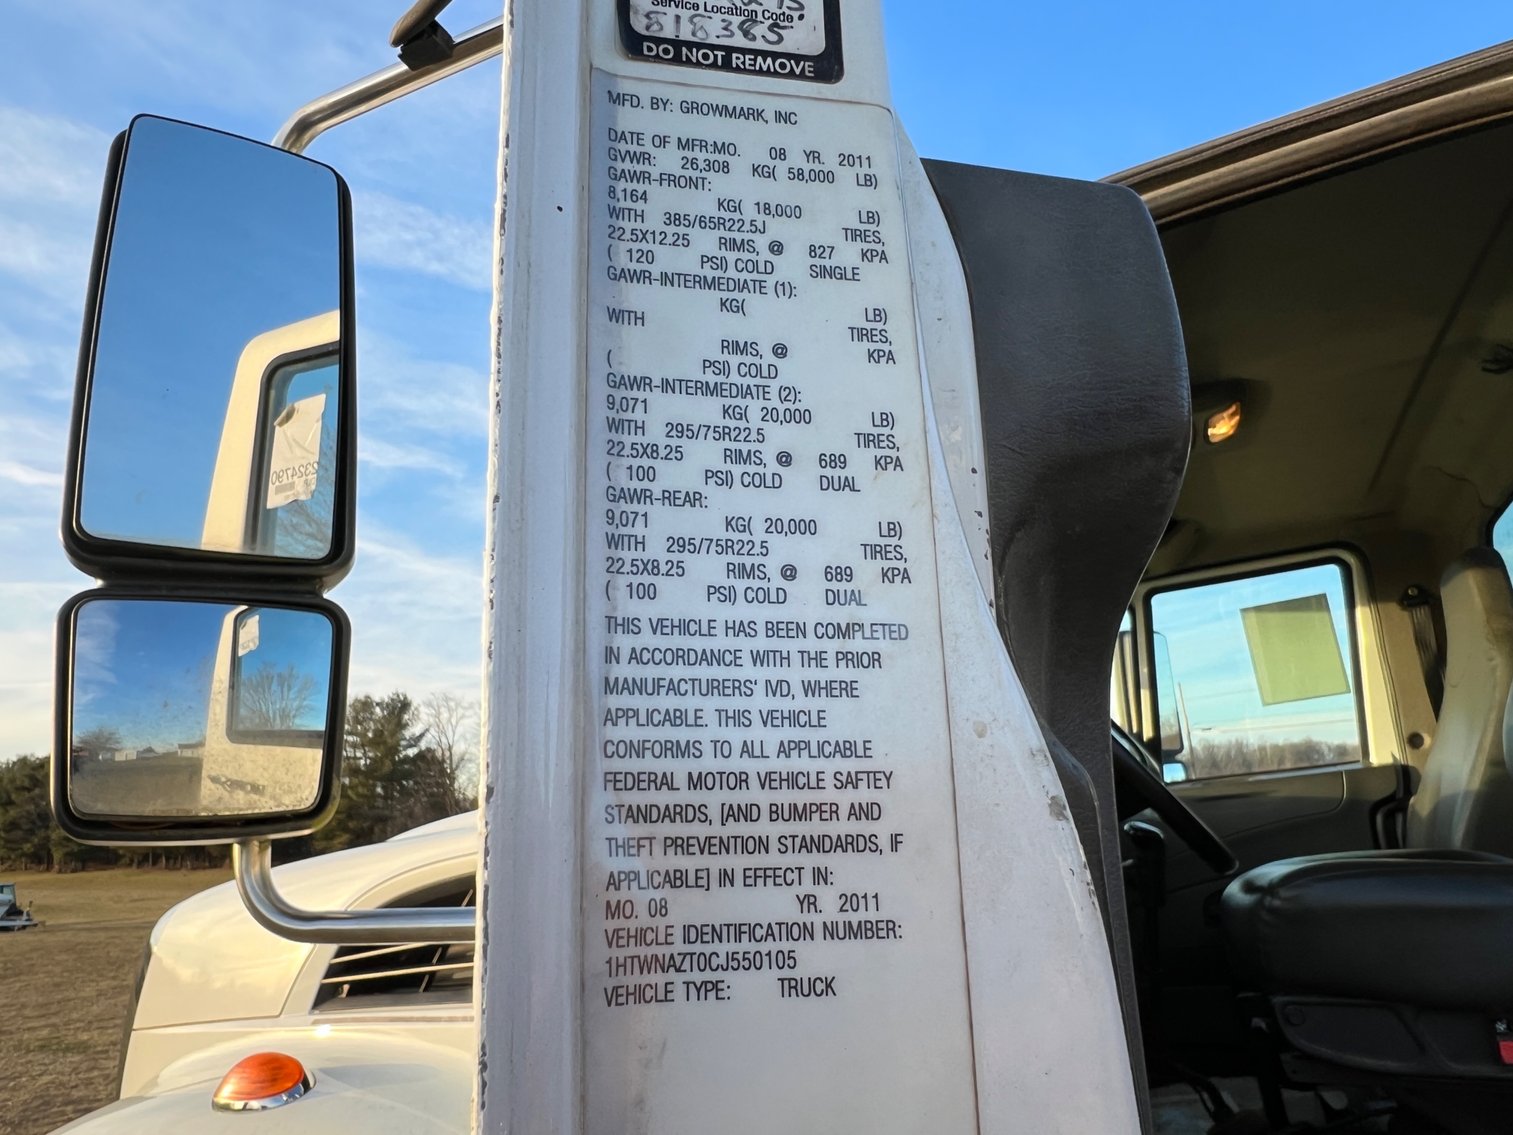 Service Location Code
818385
DO NOT REMOVE
MFD. BY: GROWMARK, INC
DATE OF MFR:MO. 08 YR. 2011
GVWR: 26,308 KG( 58,000 LB)
GAWR-FRONT:
8,164 KG( 18,000 LB)
WITH 385/65R22.5J TIRES,
22.5X12.25 RIMS, @ 827 KPA
( 120 PSI) COLD SINGLE
GAWR-INTERMEDIATE (1):
KG( LB)
WITH TIRES,
RIMS, @ KPA
( PSI) COLD
GAWR-INTERMEDIATE (2):
9,071 KG( 20,000 LB)
WITH 295/75R22.5 TIRES,
22.5X8.25 RIMS, @ 689 KPA
( 100 PSI) COLD DUAL
GAWR-REAR:
9,071 KG( 20,000 LB)
WITH 295/75R22.5 TIRES,
22.5X8.25 RIMS, @ 689 KPA
( 100 PSI) COLD DUAL
THIS VEHICLE HAS BEEN COMPLETED
IN ACCORDANCE WITH THE PRIOR
MANUFACTURERS' IVD, WHERE
APPLICABLE. THIS VEHICLE
CONFORMS TO ALL APPLICABLE
FEDERAL MOTOR VEHICLE SAFTEY
STANDARDS, [AND BUMPER AND
THEFT PREVENTION STANDARDS, IF
APPLICABLE] IN EFFECT IN:
MO. 08 YR. 2011
VEHICLE IDENTIFICATION NUMBER:
1HTWNAZT0CJ550105
VEHICLE TYPE: TRUCK
2324790